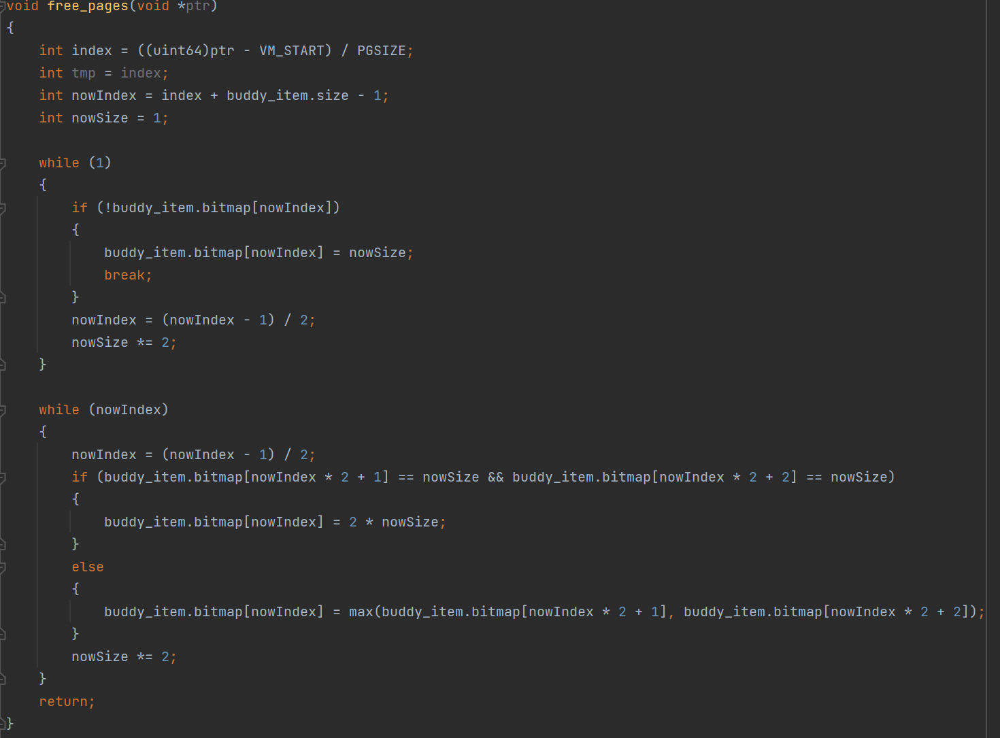 void free_pages(void *ptr)
{
    int index = ((uint64)ptr - VM_START) / PGSIZE;
    int tmp = index;
    int nowIndex = index + buddy_item.size - 1;
    int nowSize = 1;

    while (1)
    {
        if (!buddy_item.bitmap[nowIndex])
        {
            buddy_item.bitmap[nowIndex] = nowSize;
            break;
        }
        nowIndex = (nowIndex - 1) / 2;
        nowSize *= 2;
    }

    while (nowIndex)
    {
        nowIndex = (nowIndex - 1) / 2;
        if (buddy_item.bitmap[nowIndex * 2 + 1] == nowSize && buddy_item.bitmap[nowIndex * 2 + 2] == nowSize)
        {
            buddy_item.bitmap[nowIndex] = 2 * nowSize;
        }
        else
        {
            buddy_item.bitmap[nowIndex] = max(buddy_item.bitmap[nowIndex * 2 + 1], buddy_item.bitmap[nowIndex * 2 + 2]);
        }
        nowSize *= 2;
    }
    return;
}